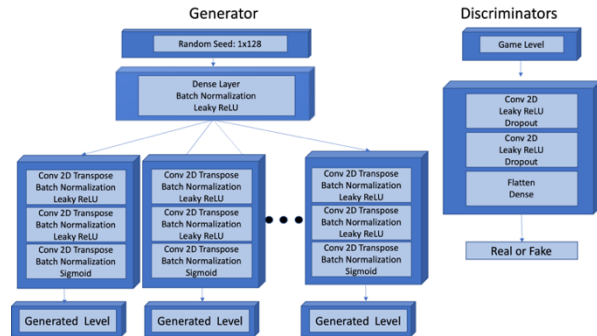 Generator
Random Seed: 1x128
Dense Layer
Batch Normalization
Leaky ReLU
Conv 2D Transpose
Batch Normalization
Leaky ReLU
Conv 2D Transpose
Batch Normalization
Leaky ReLU
Conv 2D Transpose
Batch Normalization
Sigmoid
Generated Level
Conv 2D Transpose
Batch Normalization
Leaky ReLU
Conv 2D Transpose
Batch Normalization
Leaky ReLU
Conv 2D Transpose
Batch Normalization
Sigmoid
Generated Level
Conv 2D Transpose
Batch Normalization
Leaky ReLU
Conv 2D Transpose
Batch Normalization
Leaky ReLU
Conv 2D Transpose
Batch Normalization
Sigmoid
Generated Level
Discriminators
Game Level
Conv 2D
Leaky ReLU
Dropout
Conv 2D
Leaky ReLU
Dropout
Flatten
Dense
Real or Fake